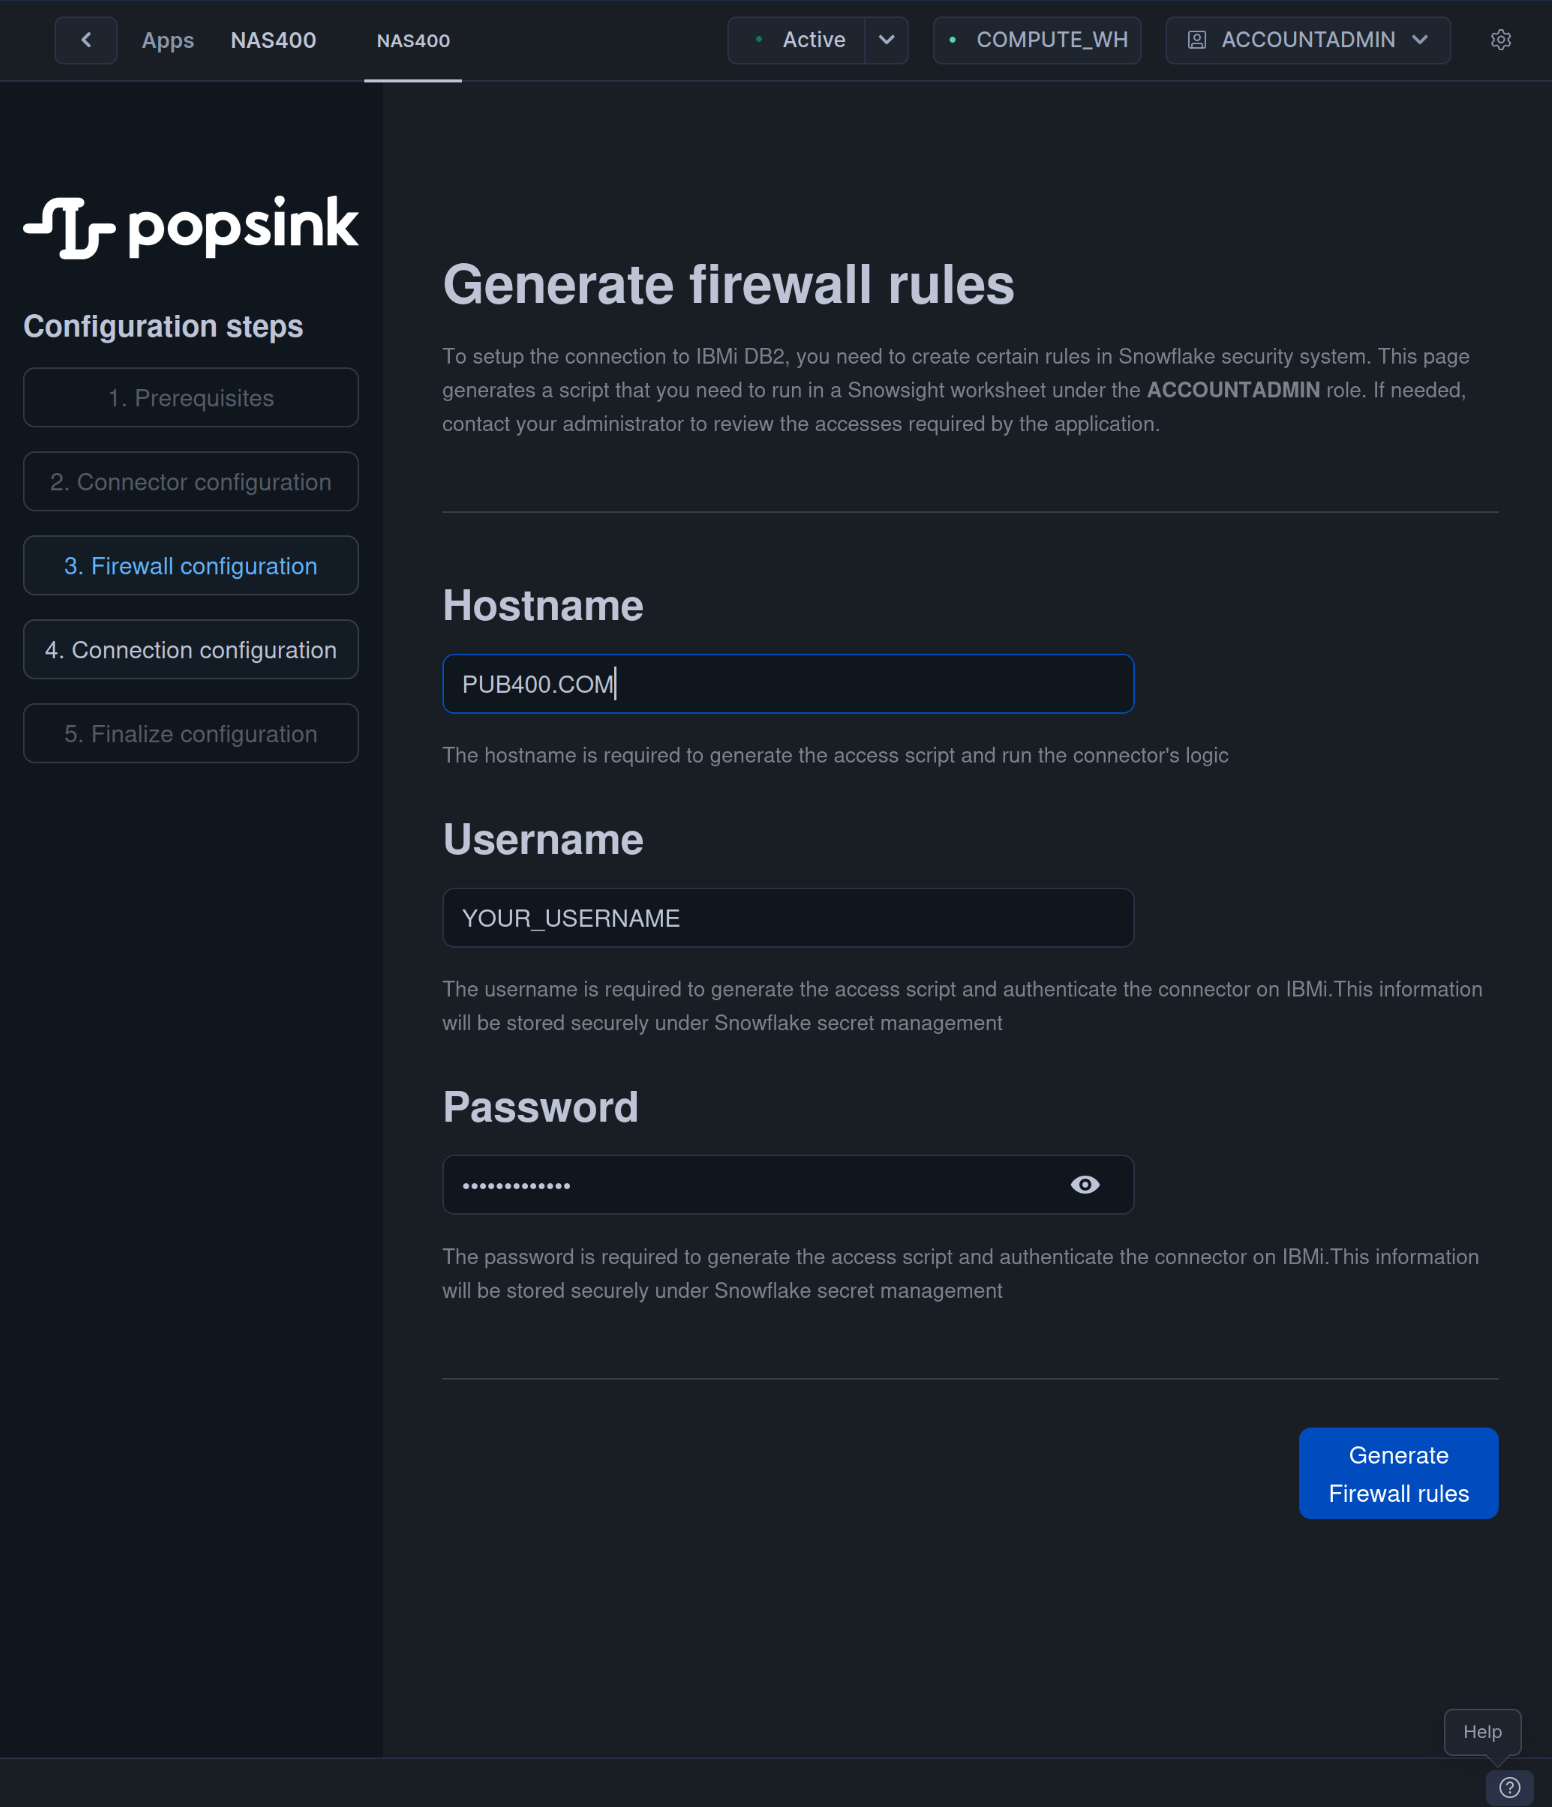 Apps NAS400 NAS400 Active COMPUTE_WH ACCOUNTADMIN
popsink
Configuration steps
1. Prerequisites
2. Connector configuration
3. Firewall configuration
4. Connection configuration
5. Finalize configuration
Generate firewall rules
To setup the connection to IBMi DB2, you need to create certain rules in Snowflake security system. This page
generates a script that you need to run in a Snowsight worksheet under the ACCOUNTADMIN role. If needed,
contact your administrator to review the accesses required by the application.
Hostname
PUB400.COM
The hostname is required to generate the access script and run the connector's logic
Username
YOUR_USERNAME
The username is required to generate the access script and authenticate the connector on IBMi.This information
will be stored securely under Snowflake secret management
Password
•••••••••••••
The password is required to generate the access script and authenticate the connector on IBMi.This information
will be stored securely under Snowflake secret management
Generate
Firewall rules
Help
?